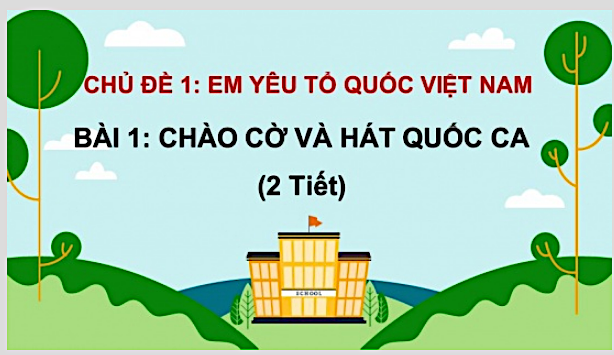 CHỦ ĐỀ 1: EM YÊU TỔ QUỐC VIỆT NAM
BÀI 1: CHÀO CỜ VÀ HÁT QUỐC CA
(2 Tiết)
SCHOOL